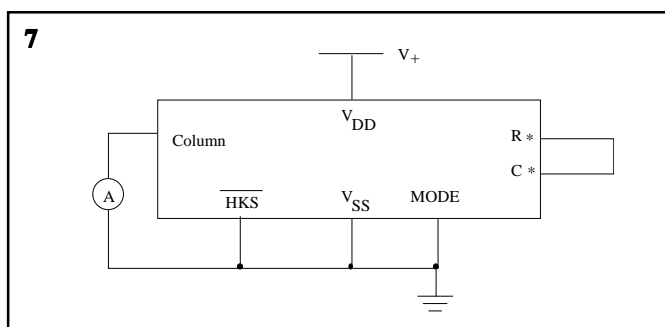 7
V+
VDD
Column
R *
C *
A
HKS
VSS
MODE